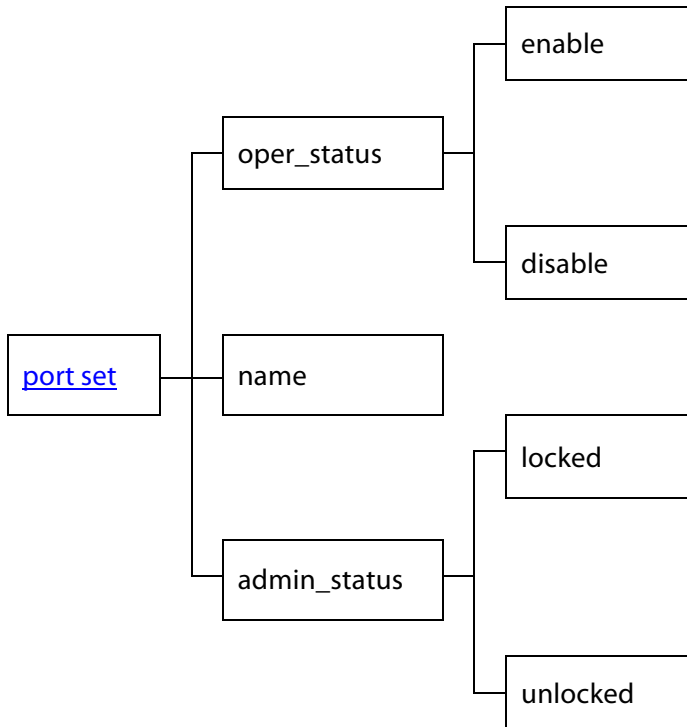 enable
oper_status
disable
port set
name
locked
admin_status
unlocked